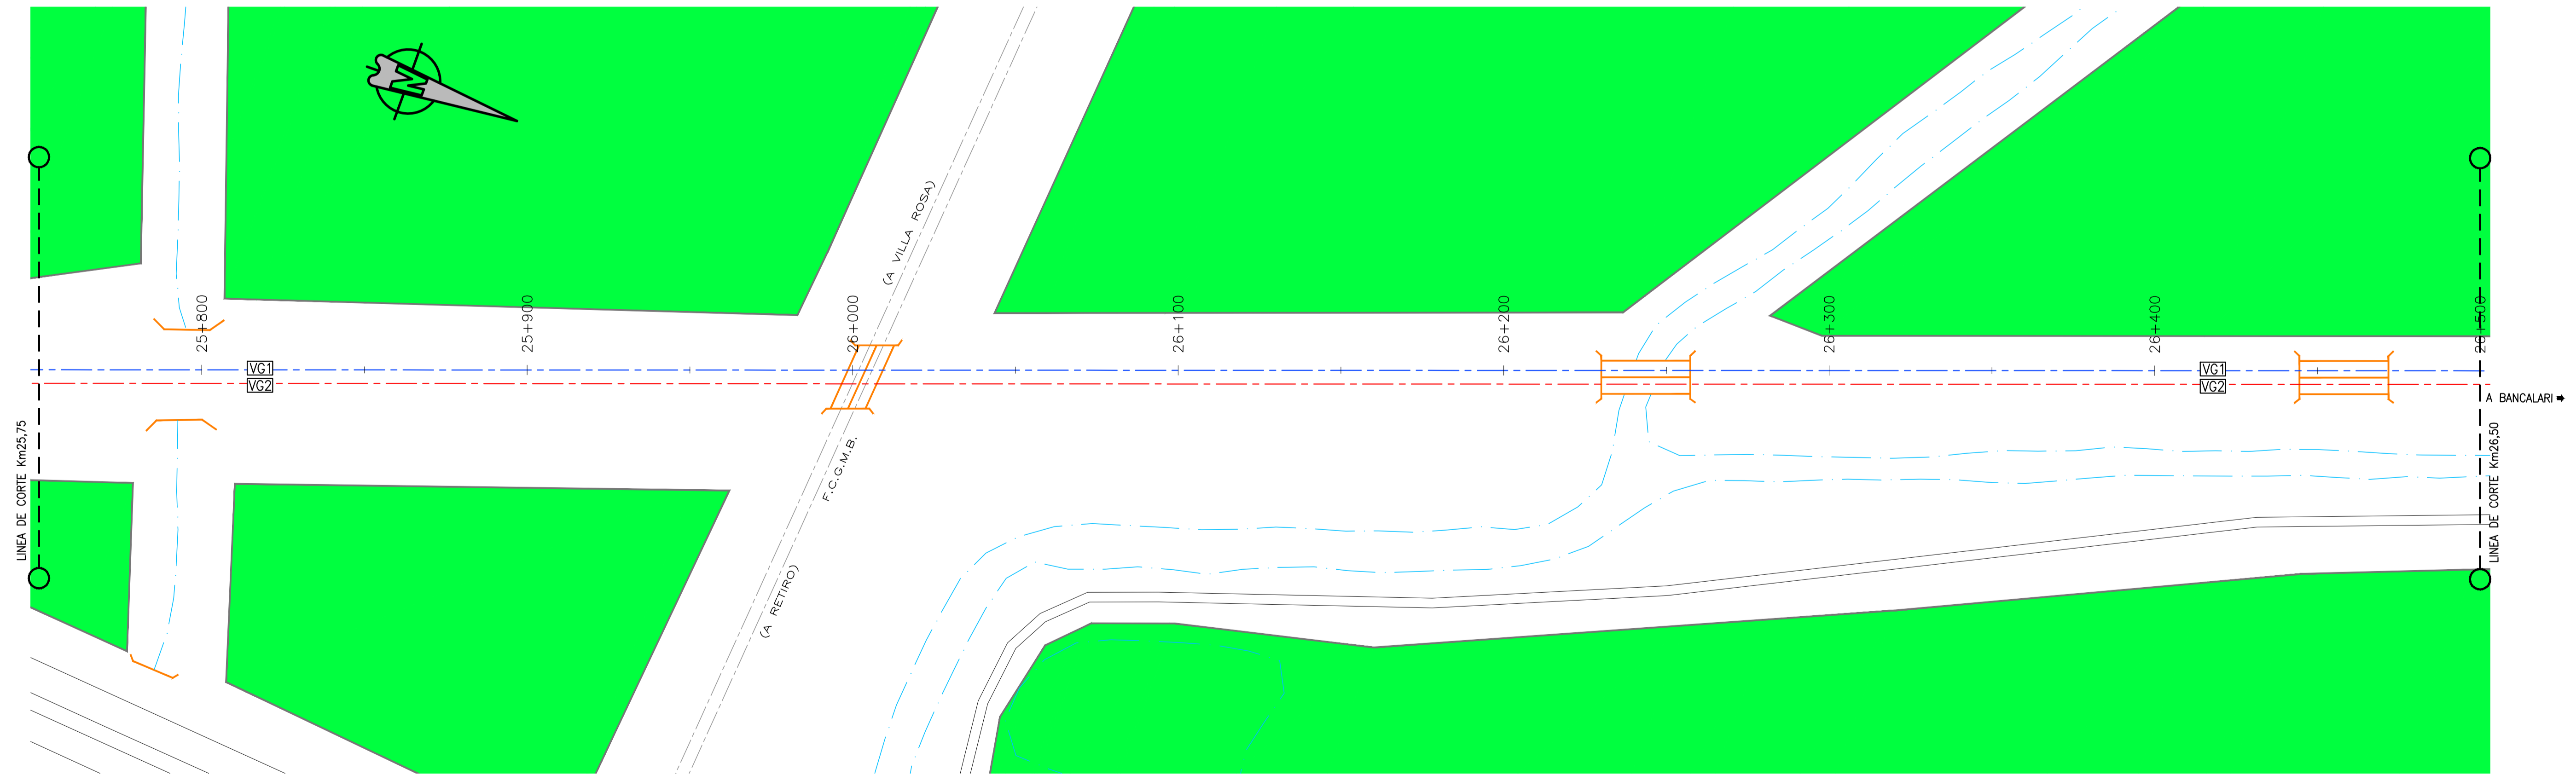 N
(A VILLA ROSA)
25+800
25+900
26+000
26+100
26+200
26+300
26+400
26+500
VG1
VG2
VG1
VG2
A BANCALARI
LINEA DE CORTE Km25,75
F.C.G.M.B.
LINEA DE CORTE Km26,50
(A RETIRO)